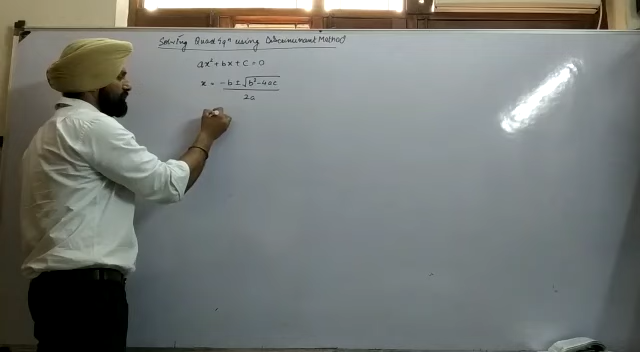 Solving Quad Eqn using Discriminant Method
ax² + bx + c = 0
x = -b ± √b²-4ac / 2a